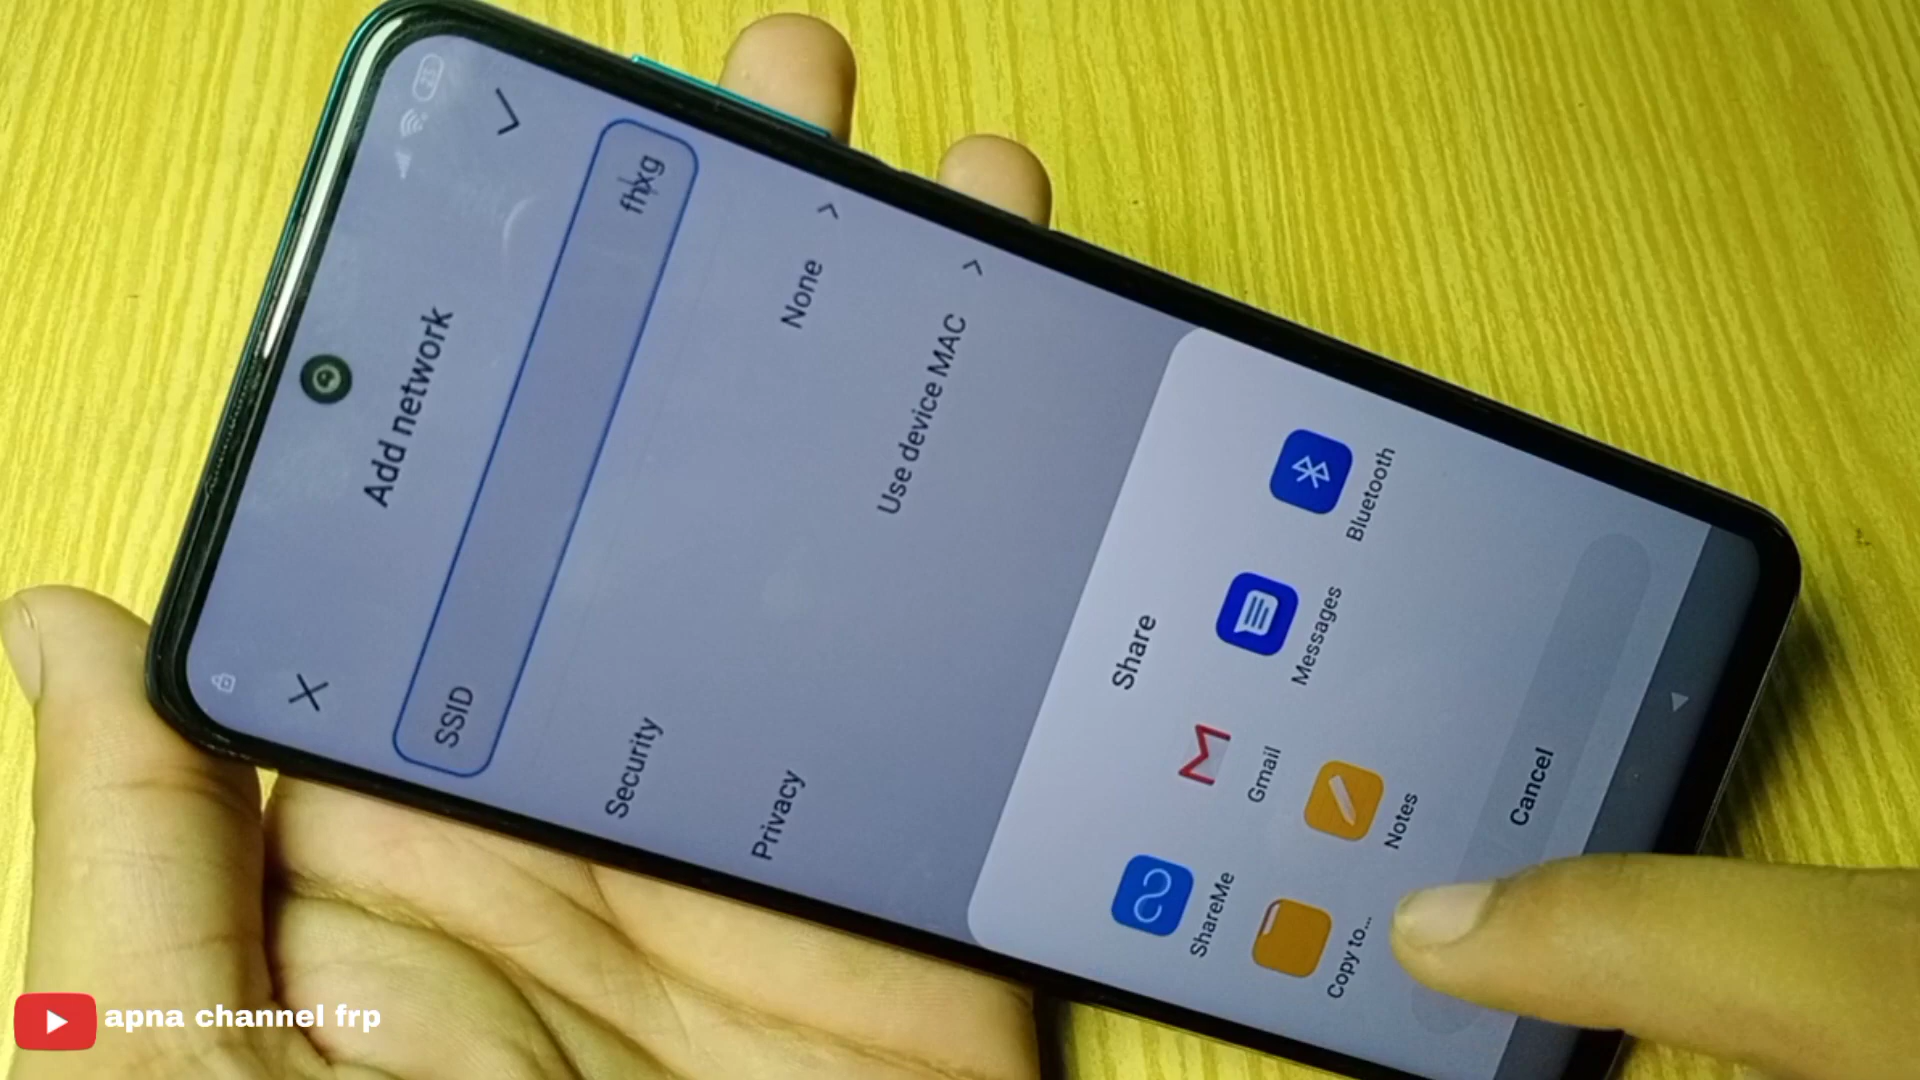 Add network
SSID fhxg
Security None
Privacy Use device MAC
Share
ShareMe Gmail Messages Bluetooth
Copy to... Notes
Cancel
apna channel frp